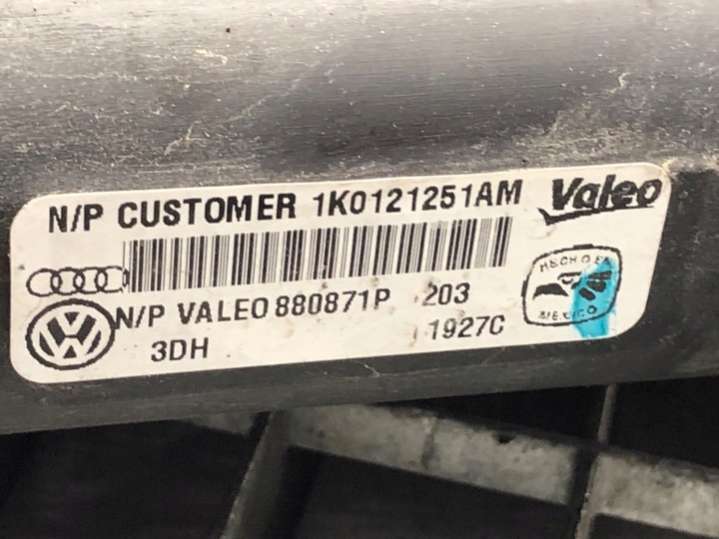 N/P CUSTOMER 1K0121251AM Valeo
N/P VALEO 880871P 203
3DH 1927C
HECHO EN
MEXICO